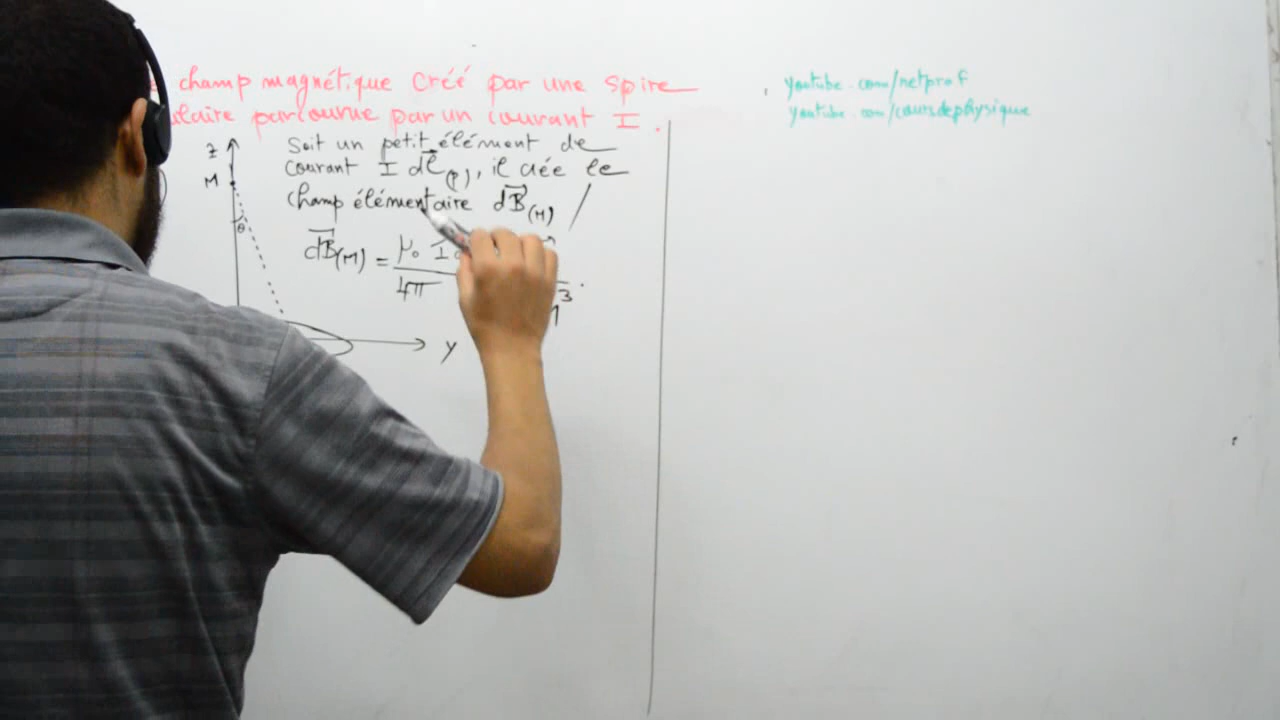 champ magnétique créé par une spire
parcourue par un courant I.
youtube.com/netprof
youtube.com/coursdephysique
Soit un petit élément de
courant I dl(P), il crée le
champ élémentaire dB(M) /
dB(M) = μ0 I
4π 3.
Z
M
θ
y